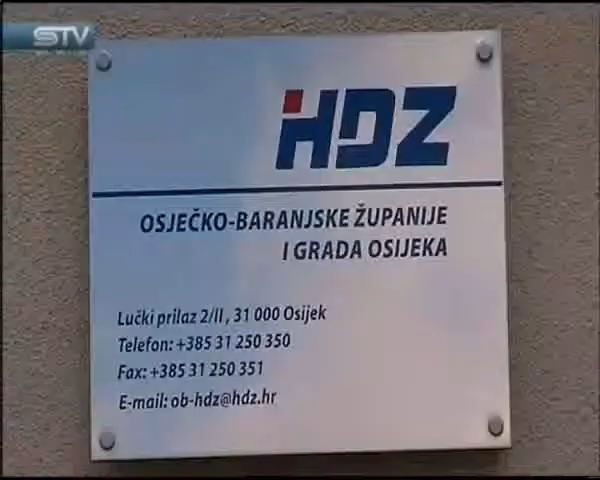 STV
HDZ
OSJEČKO-BARANJSKE ŽUPANIJE
I GRADA OSIJEKA
Lučki prilaz 2/II , 31 000 Osijek
Telefon: +385 31 250 350
Fax: +385 31 250 351
E-mail: ob-hdz@hdz.hr